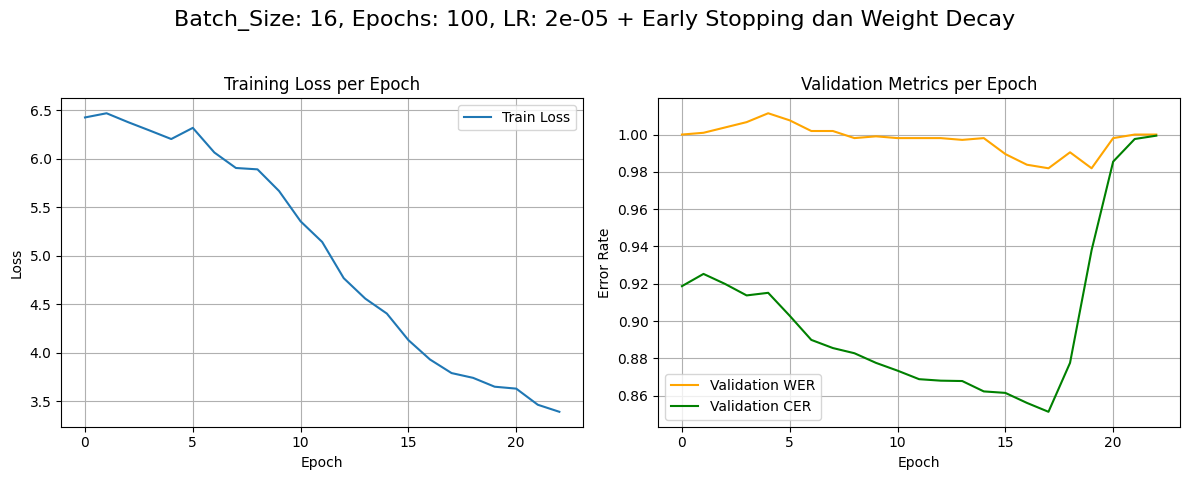 Batch_Size: 16, Epochs: 100, LR: 2e-05 + Early Stopping dan Weight Decay
Training Loss per Epoch
Train Loss
6.5
6.0
5.5
5.0
4.5
4.0
3.5
Loss
0 5 10 15 20
Epoch
Validation Metrics per Epoch
1.00
0.98
0.96
0.94
0.92
0.90
0.88
0.86
Error Rate
Validation WER
Validation CER
0 5 10 15 20
Epoch